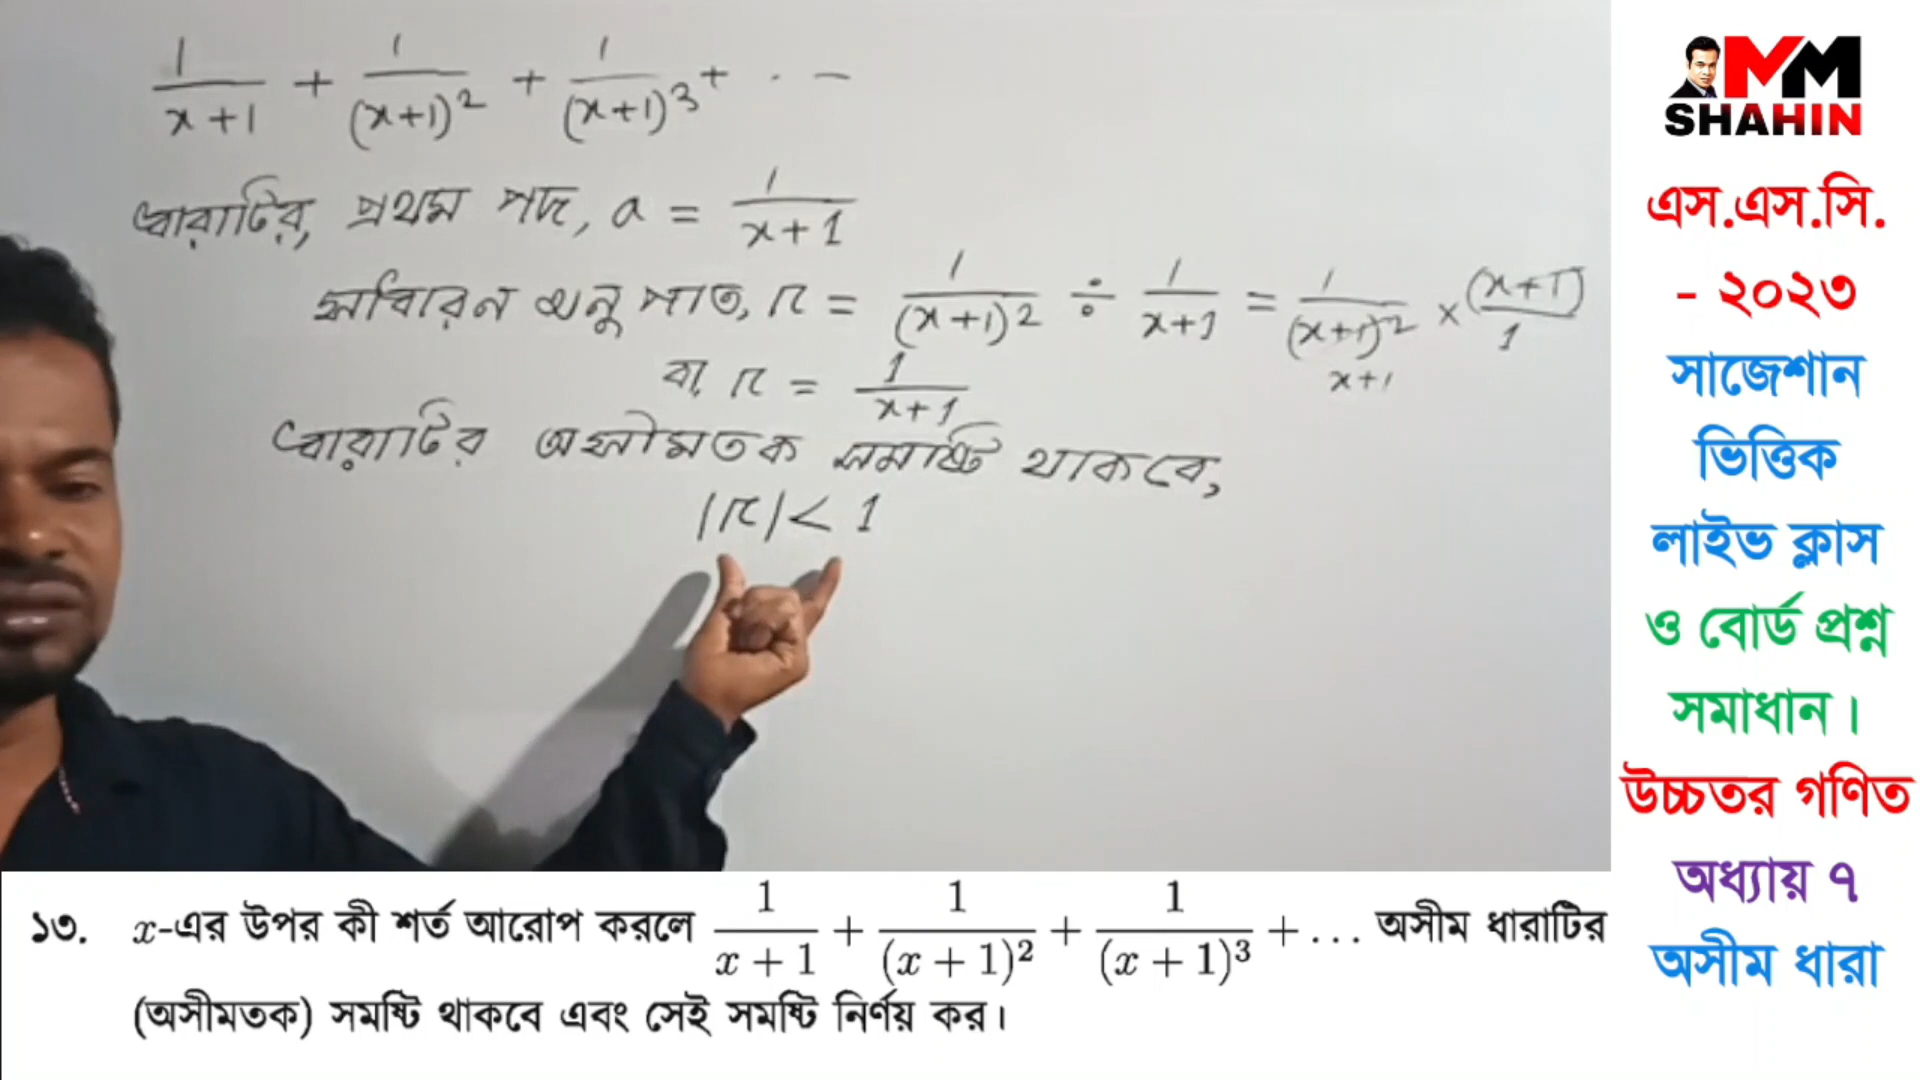 1/(x+1) + 1/(x+1)² + 1/(x+1)³ + . –
ধারাটির, প্রথম পদ, a = 1/(x+1)
সাধারন অনুপাত, r = 1/(x+1)² ÷ 1/(x+1) = 1/(x+1)² × (x+1)/1
x+1
বা, r = 1/(x+1)
ধারাটির অসীমতক সমষ্টি থাকবে,
|r| < 1
MM
SHAHIN
এস.এস.সি.
- ২০২৩
সাজেশান
ভিত্তিক
লাইভ ক্লাস
ও বোর্ড প্রশ্ন
সমাধান।
উচ্চতর গণিত
অধ্যায় ৭
অসীম ধারা
১৩. x-এর উপর কী শর্ত আরোপ করলে 1/(x+1) + 1/(x+1)² + 1/(x+1)³ + … অসীম ধারাটির
(অসীমতক) সমষ্টি থাকবে এবং সেই সমষ্টি নির্ণয় কর।